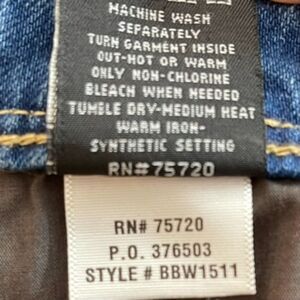 MACHINE WASH
SEPARATELY
TURN GARMENT INSIDE
OUT-HOT OR WARM
ONLY NON-CHLORINE
BLEACH WHEN NEEDED
TUMBLE DRY-MEDIUM HEAT
WARM IRON-
SYNTHETIC SETTING
RN#75720
RN# 75720
P.O. 376503
STYLE # BBW1511